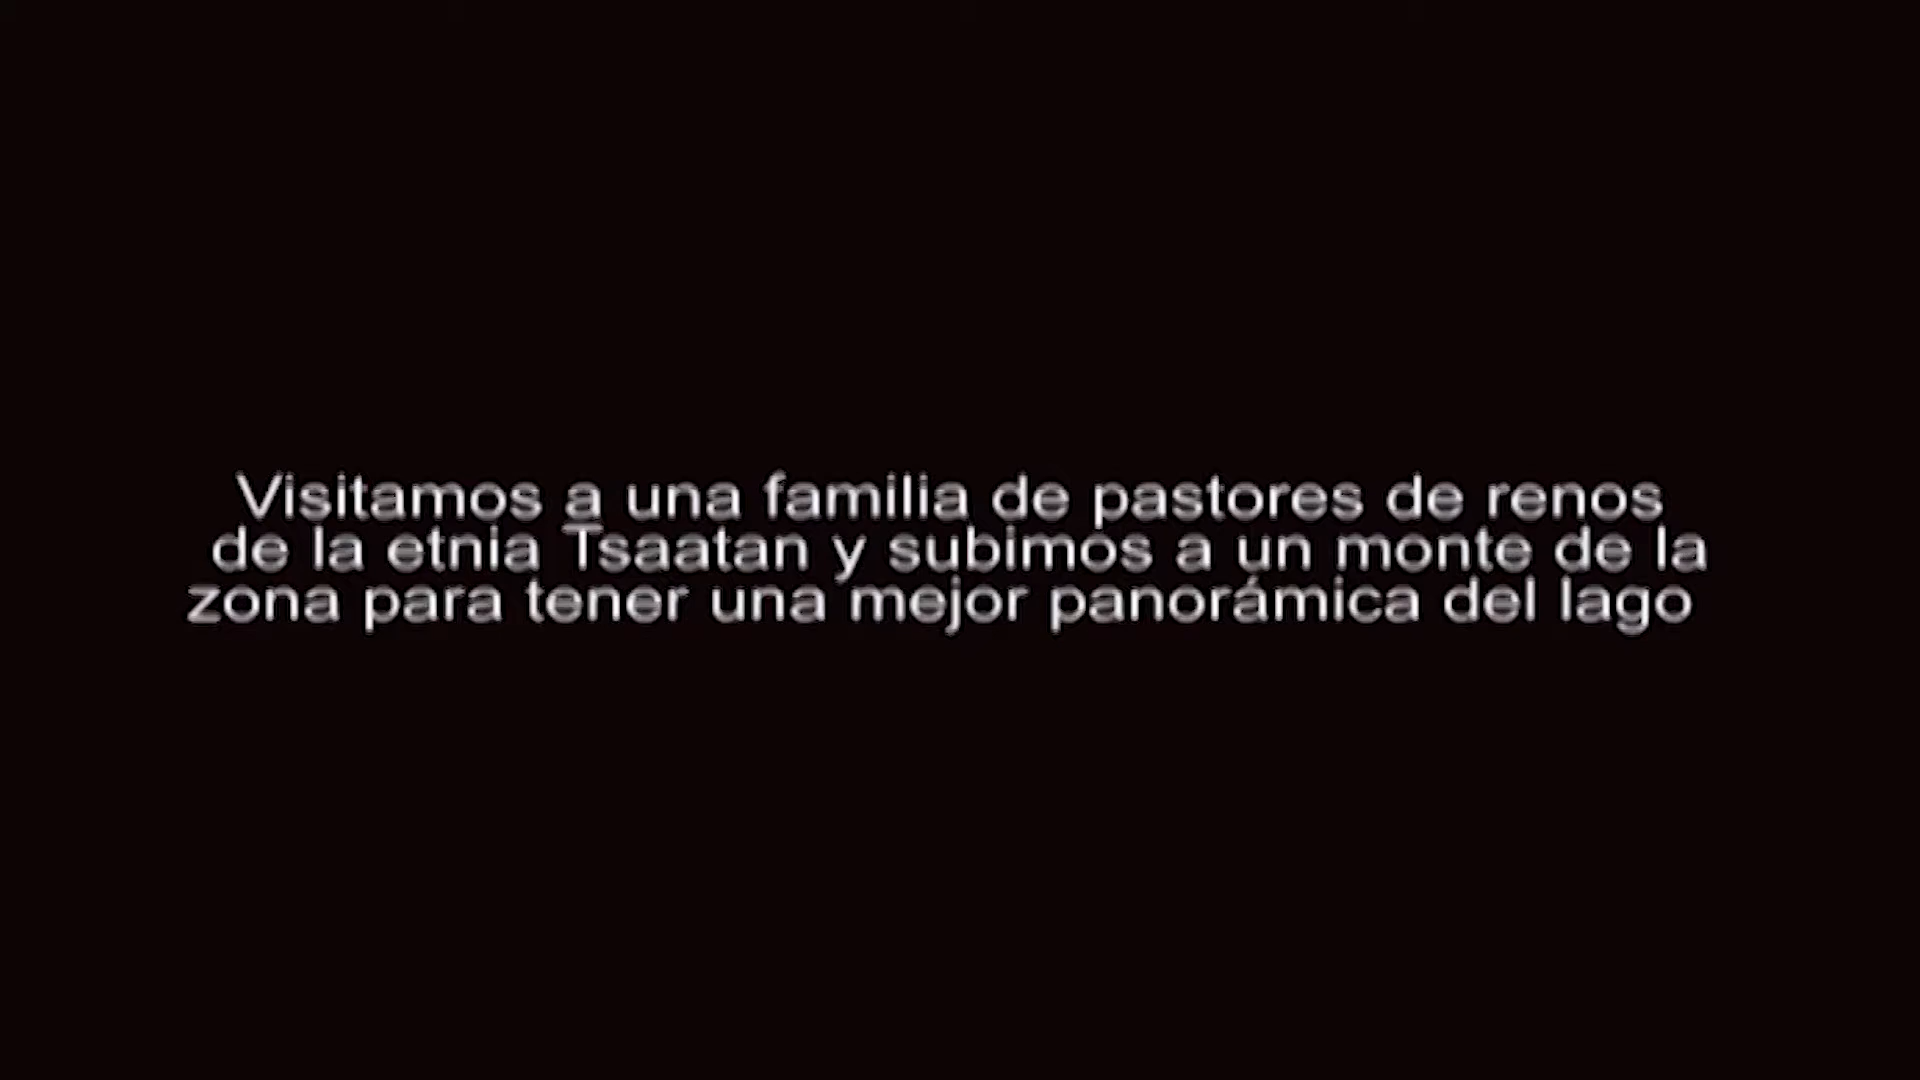 Visitamos a una familia de pastores de renos
de la etnia Tsaatan y subimos a un monte de la
zona para tener una mejor panorámica del lago